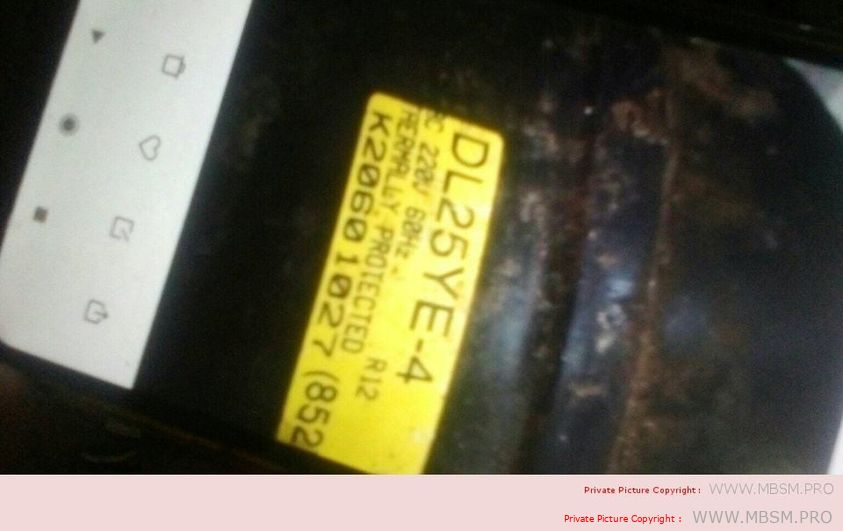 DL25YE-4
AC 220V 60Hz
THERMALLY PROTECTED R12
K20601027 (852
Private Picture Copyright : WWW.MBSM.PRO
Private Picture Copyright : WWW.MBSM.PRO